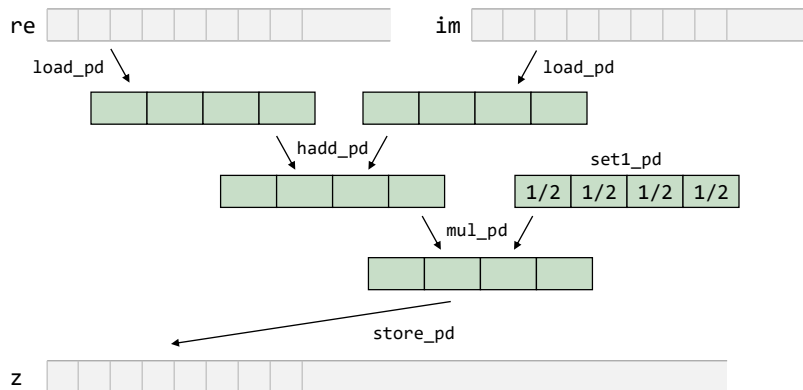 re im
load_pd load_pd
hadd_pd
set1_pd
1/2 1/2 1/2 1/2
mul_pd
store_pd
z